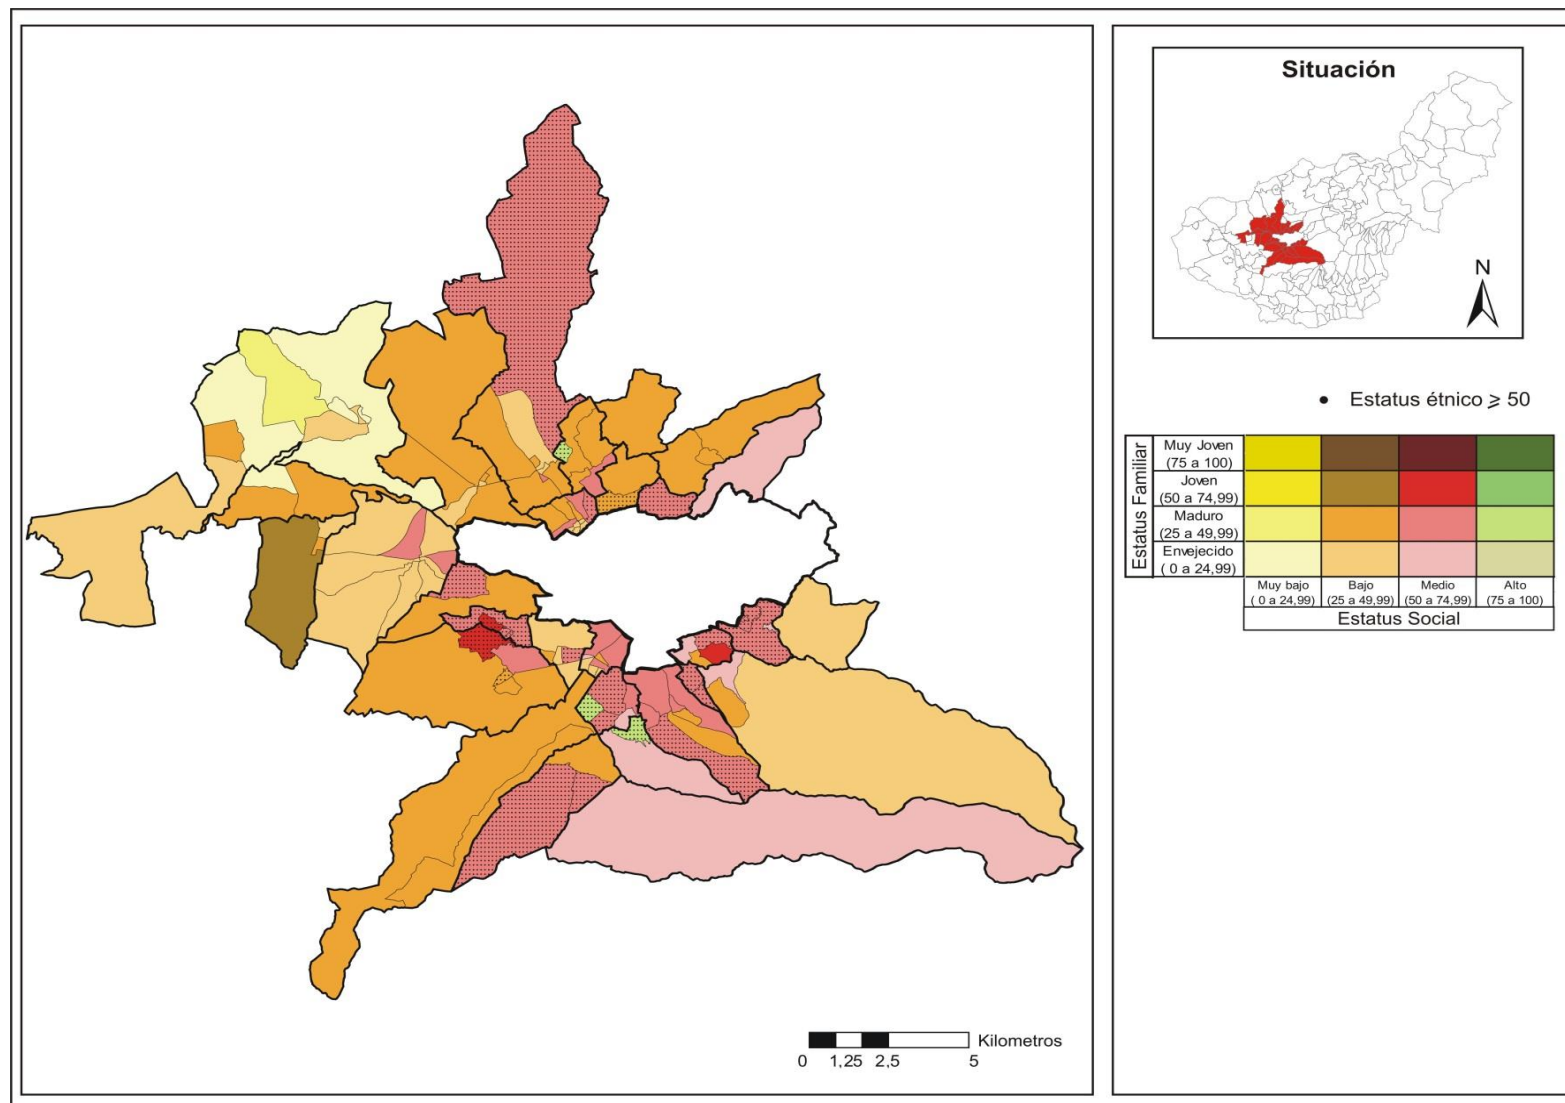 Situación
N
Estatus étnico ⩾ 50
Estatus Familiar
Muy Joven
(75 a 100)
Joven
(50 a 74,99)
Maduro
(25 a 49,99)
Envejecido
( 0 a 24,99)
Muy bajo
( 0 a 24,99)
Bajo
(25 a 49,99)
Medio
(50 a 74,99)
Alto
(75 a 100)
Estatus Social
Kilometros
0 1,25 2,5 5